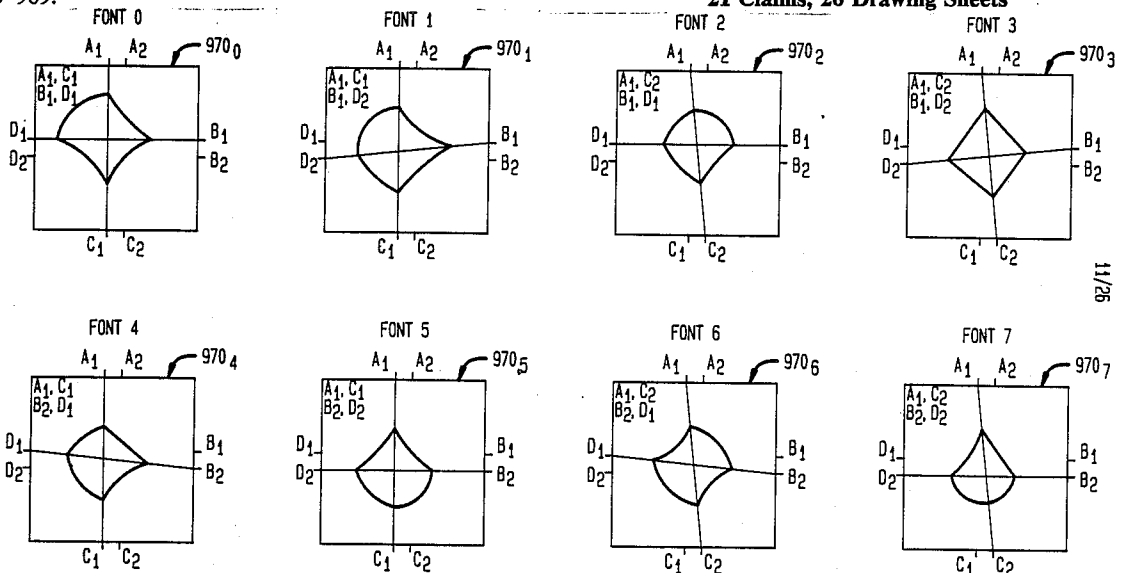 969.
21 Claims, 26 Drawing Sheets
FONT 0
A1 A2 970 0
A1, C1
B1, D1
D1 B1
D2 B2
C1 C2
FONT 1
A1 A2 970 1
A1, C1
B1, D2
D1 B1
D2 B2
C1 C2
FONT 2
A1 A2 970 2
A1, C2
B1, D1
D1 B1
D2 B2
C1 C2
FONT 3
A1 A2 970 3
A1, C2
B1, D2
D1 B1
D2 B2
C1 C2
11/26
FONT 4
A1 A2 970 4
A1, C1
B2, D1
D1 B1
D2 B2
C1 C2
FONT 5
A1 A2 970 5
A1, C1
B2, D2
D1 B1
D2 B2
C1 C2
FONT 6
A1 A2 970 6
A1, C2
B2, D1
D1 B1
D2 B2
C1 C2
FONT 7
A1 A2 970 7
A1, C2
B2, D2
D1 B1
D2 B2
C1 C2